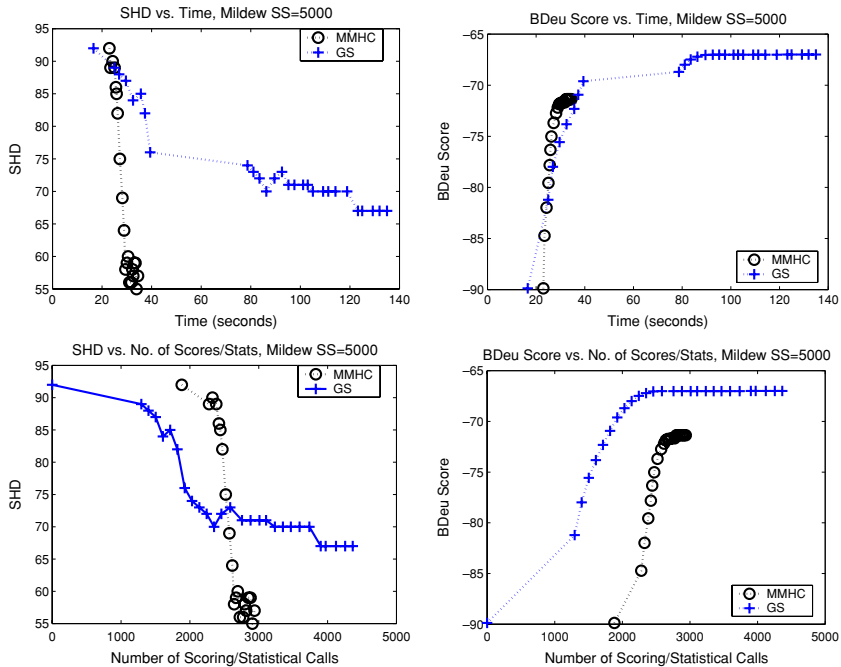 SHD vs. Time, Mildew SS=5000
95
90
85
80
75
70
65
60
55
0 20 40 60 80 100 120 140
SHD
Time (seconds)
MMHC
GS
BDeu Score vs. Time, Mildew SS=5000
−65
−70
−75
−80
−85
−90
0 20 40 60 80 100 120 140
BDeu Score
Time (seconds)
MMHC
GS
SHD vs. No. of Scores/Stats, Mildew SS=5000
95
90
85
80
75
70
65
60
55
0 1000 2000 3000 4000 5000
SHD
Number of Scoring/Statistical Calls
MMHC
GS
BDeu Score vs. No. of Scores/Stats, Mildew SS=5000
−65
−70
−75
−80
−85
−90
0 1000 2000 3000 4000 5000
BDeu Score
Number of Scoring/Statistical Calls
MMHC
GS